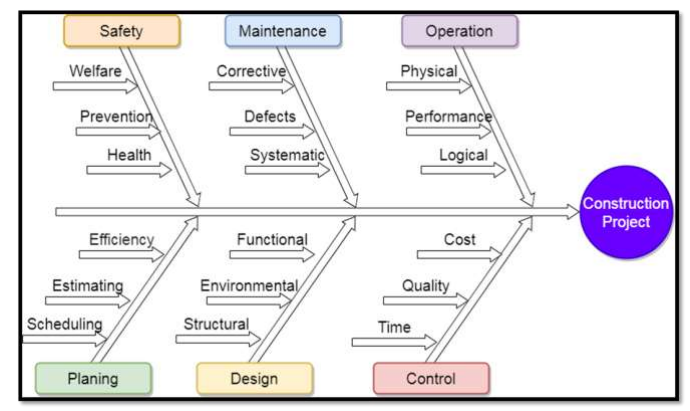 Safety
Maintenance
Operation
Welfare
Corrective
Physical
Prevention
Defects
Performance
Health
Systematic
Logical
Construction
Project
Efficiency
Functional
Cost
Estimating
Environmental
Quality
Scheduling
Structural
Time
Planing
Design
Control